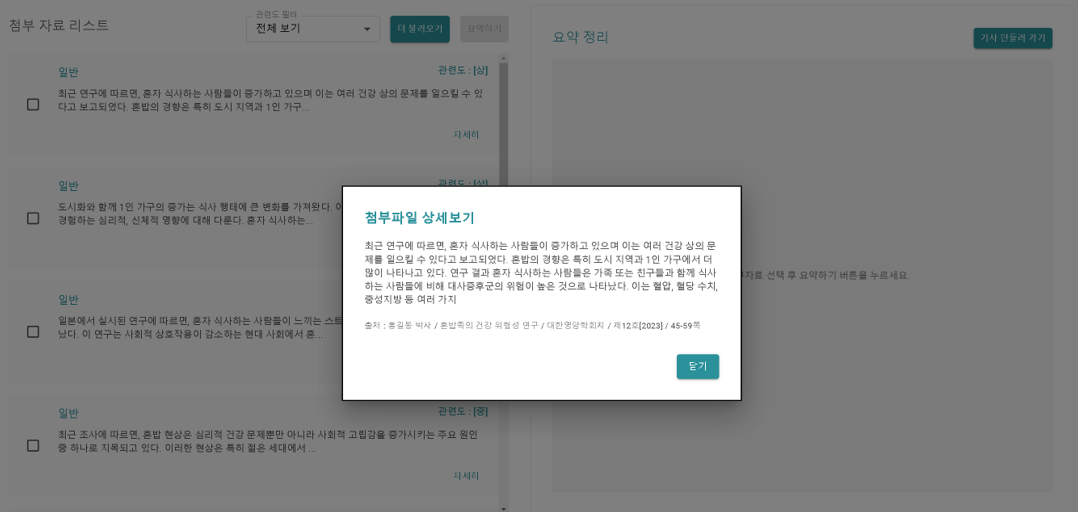 첨부 자료 리스트
관련도 필터
전체 보기
더 불러오기
요약하기
일반
관련도 : [상]
최근 연구에 따르면, 혼자 식사하는 사람들이 증가하고 있으며 이는 여러 건강 상의 문제를 일으킬 수 있
다고 보고되었다. 혼밥의 경향은 특히 도시 지역과 1인 가구...
자세히
일반
관련도 : [상]
도시화와 함께 1인 가구의 증가는 식사 행태에 큰 변화를 가져왔다.
경험하는 심리적, 신체적 영향에 대해 다룬다. 혼자 식사하는...
일반
일본에서 실시된 연구에 따르면, 혼자 식사하는 사람들이 느끼는 스트
났다. 이 연구는 사회적 상호작용이 감소하는 현대 사회에서 혼...
일반
관련도 : [중]
최근 조사에 따르면, 혼밥 현상은 심리적 건강 문제뿐만 아니라 사회적 고립감을 증가시키는 주요 원인
중 하나로 지목되고 있다. 이러한 현상은 특히 젊은 세대에서 ...
자세히
요약 정리
기사 만들러 가기
자료 선택 후 요약하기 버튼을 누르세요.
첨부파일 상세보기
최근 연구에 따르면, 혼자 식사하는 사람들이 증가하고 있으며 이는 여러 건강 상의 문
제를 일으킬 수 있다고 보고되었다. 혼밥의 경향은 특히 도시 지역과 1인 가구에서 더
많이 나타나고 있다. 연구 결과 혼자 식사하는 사람들은 가족 또는 친구들과 함께 식사
하는 사람들에 비해 대사증후군의 위험이 높은 것으로 나타났다. 이는 혈압, 혈당 수치,
중성지방 등 여러 가지
출처 : 홍길동 박사 / 혼밥족의 건강 위험성 연구 / 대한영양학회지 / 제12호[2023] / 45-59쪽
닫기